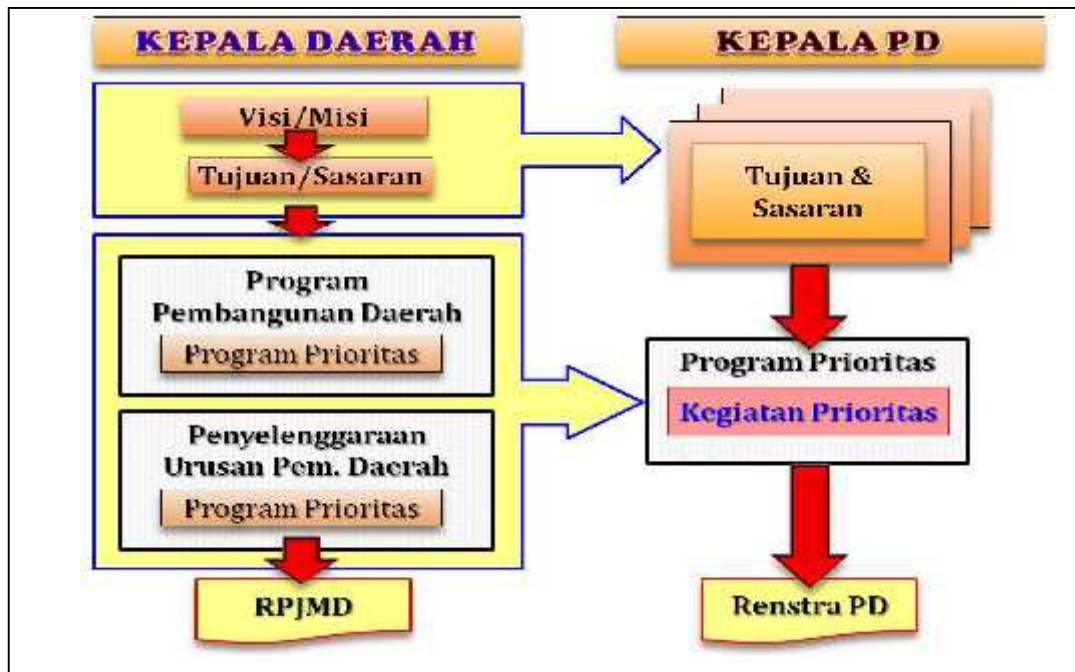 KEPALA DAERAH
Visi/Misi
Tujuan/Sasaran
Program
Pembangunan Daerah
Program Prioritas
Penyelenggaraan
Urusan Pem. Daerah
Program Prioritas
RPJMD
KEPALA PD
Tujuan &
Sasaran
Program Prioritas
Kegiatan Prioritas
Renstra PD